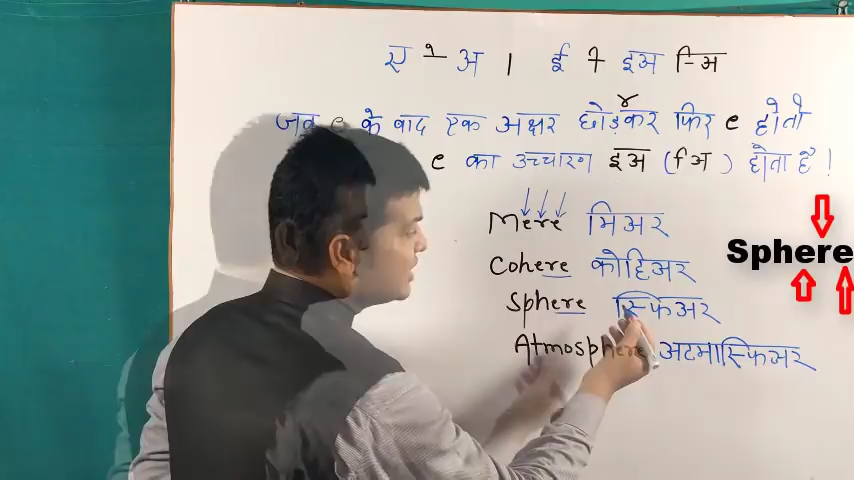 ए अ । ई इअ ि-अ
जब e के बाद एक अक्षर छोड़कर फिर e हो तो
e का उच्चारण इअ (िअ) होता है !
Mere मिअर
Cohere कोहिअर
Sphere
Sphere स्फिअर
Atmosphere अटमास्फिअर